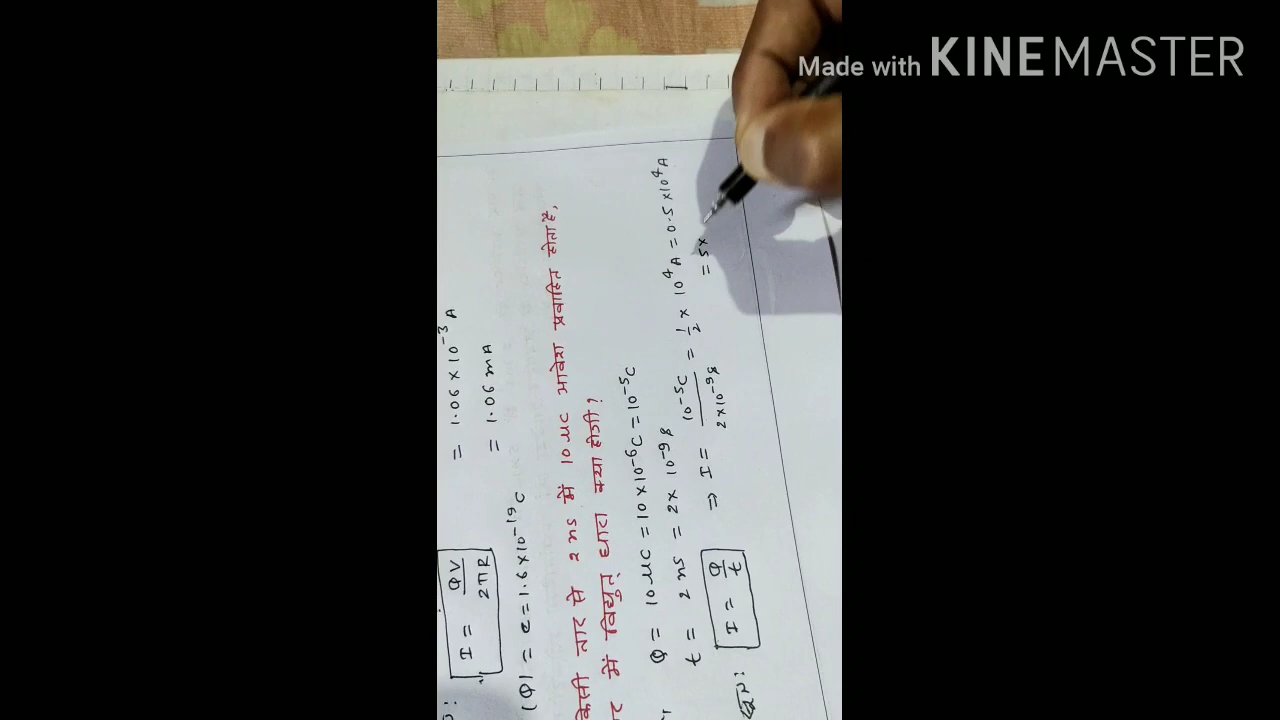 Made with KINEMASTER
= 1.06 × 10⁻³ A
I = QV / 2πR
= 1.06 mA
|Q| = e = 1.6 × 10⁻¹⁹ C
किसी तार से 2 ns में 10 μC आवेश प्रवाहित होता है,
में विद्युत् धारा क्या होगी?
Q = 10 μC = 10 × 10⁻⁶ C = 10⁻⁵ C
t = 2 ns = 2 × 10⁻⁹ s
I = Q / t ⇒ I = 10⁻⁵ C / 2 × 10⁻⁹ s = 1/2 × 10⁴ A = 0.5 × 10⁴ A
= 5 ×